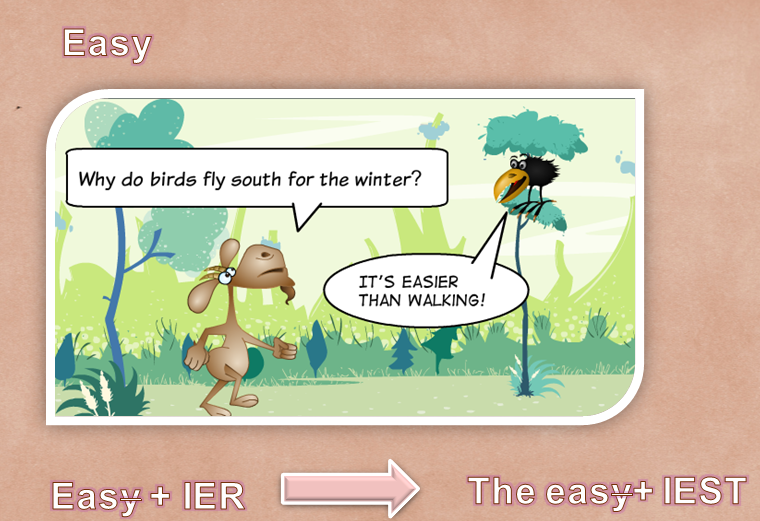 Easy
Why do birds fly south for the winter?
IT'S EASIER
THAN WALKING!
Easy + IER
The easy+ IEST